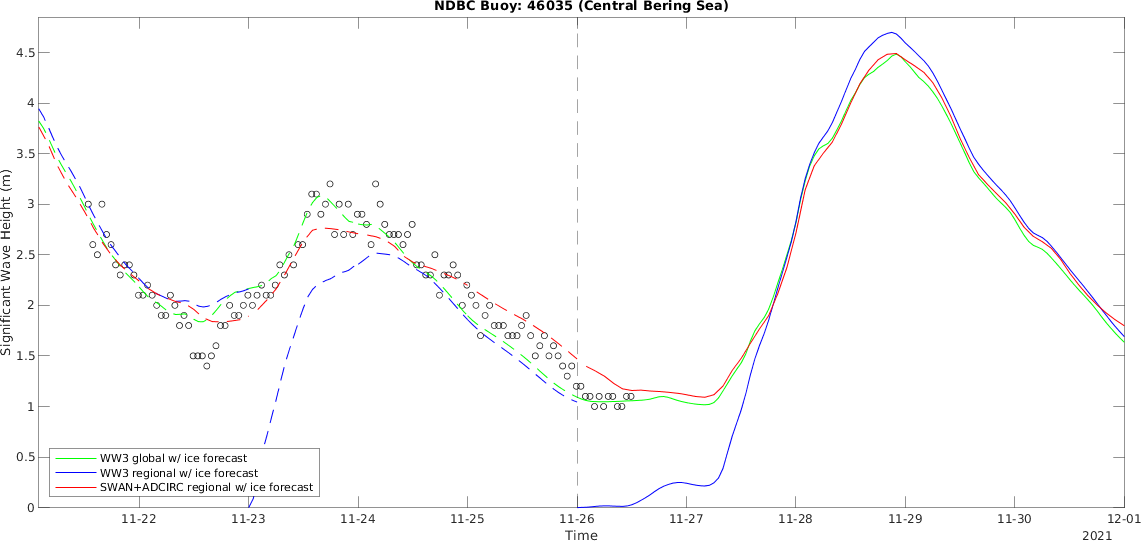 NDBC Buoy: 46035 (Central Bering Sea)
4.5
4
3.5
3
2.5
2
1.5
1
0.5
0
Significant Wave Height (m)
WW3 global w/ ice forecast
WW3 regional w/ ice forecast
SWAN+ADCIRC regional w/ ice forecast
11-22 11-23 11-24 11-25 11-26 11-27 11-28 11-29 11-30 12-01
Time
2021